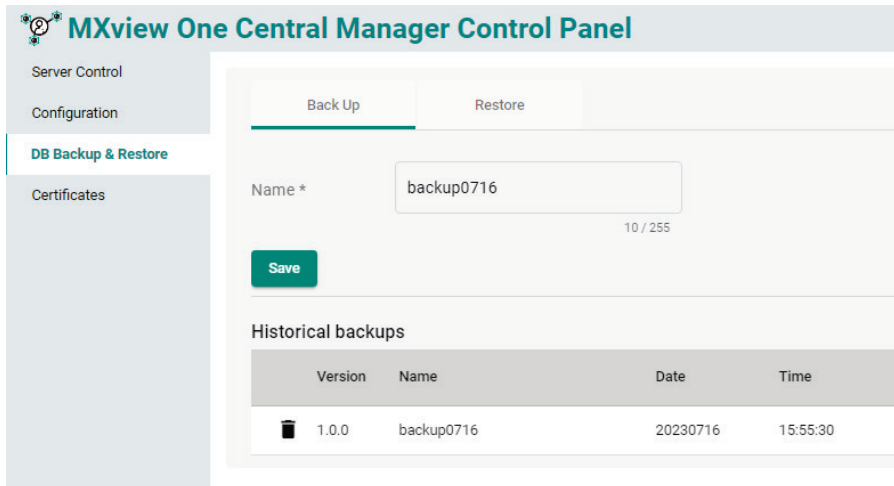 MXview One Central Manager Control Panel
Server Control
Configuration
DB Backup & Restore
Certificates
Back Up Restore
Name * backup0716
10 / 255
Save
Historical backups
Version Name Date Time
1.0.0 backup0716 20230716 15:55:30